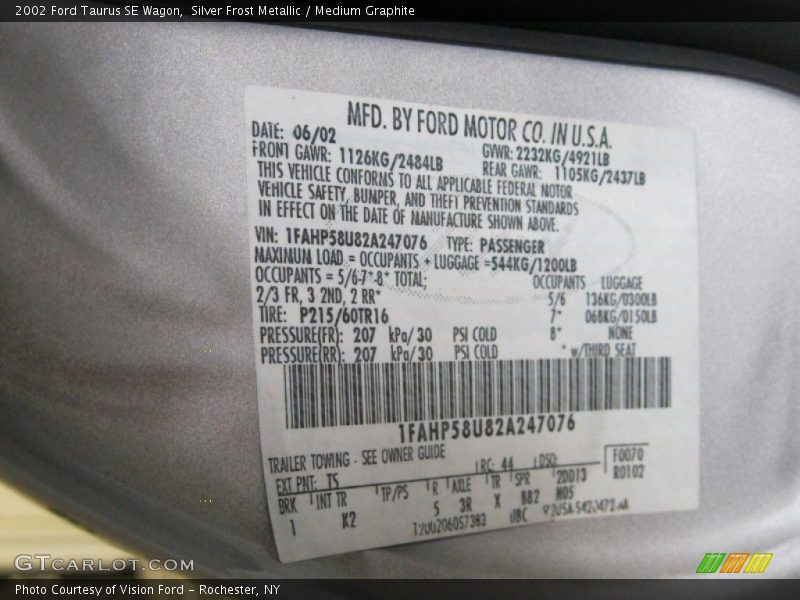 2002 Ford Taurus SE Wagon,  Silver Frost Metallic / Medium Graphite
MFD. BY FORD MOTOR CO. IN U.S.A.
DATE: 06/02 GVWR: 2232KG/4921LB
FRONT GAWR: 1126KG/2484LB REAR GAWR: 1105KG/2437LB
THIS VEHICLE CONFORMS TO ALL APPLICABLE FEDERAL MOTOR
VEHICLE SAFETY, BUMPER, AND THEFT PREVENTION STANDARDS
IN EFFECT ON THE DATE OF MANUFACTURE SHOWN ABOVE.
VIN: 1FAHP58U82A247076 TYPE: PASSENGER
MAXIMUM LOAD = OCCUPANTS + LUGGAGE =544KG/1200LB
OCCUPANTS = 5/6-7*-8* TOTAL; OCCUPANTS LUGGAGE
2/3 FR, 3 2ND, 2 RR* 5/6 136KG/0300LB
TIRE: P215/60TR16 7* 068KG/0150LB
PRESSURE(FR): 207 kPa/30 PSI COLD 8* NONE
PRESSURE(RR): 207 kPa/30 PSI COLD * w/THIRD SEAT
1FAHP58U82A247076
TRAILER TOWING - SEE OWNER GUIDE F0070
EXT PNT: TS RC: 44 DSO: R0102
BRK INT TR TP/PS R AXLE TR SPR 20D13
1 K2 5 3R X BB2 N05
UBC
GTCARLOT.COM
Photo Courtesy of Vision Ford - Rochester, NY